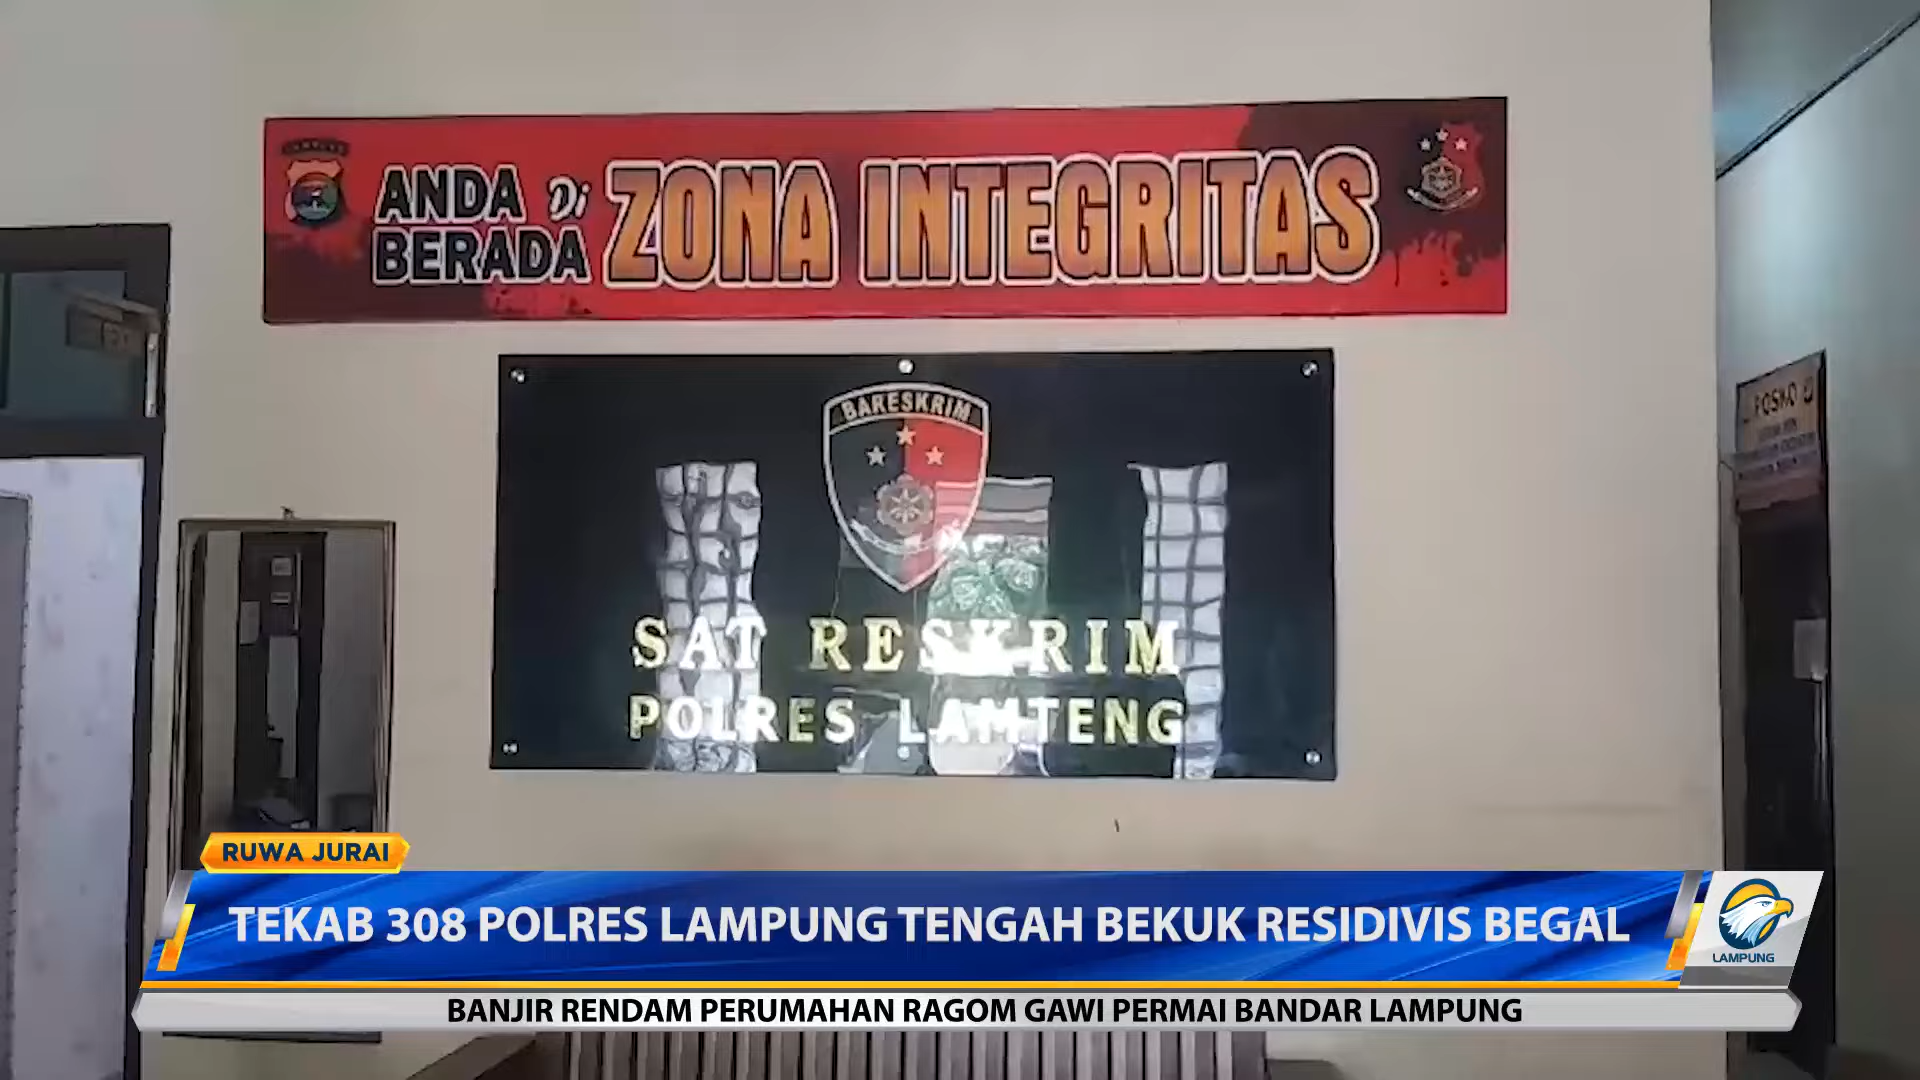 ANDA Di
BERADA
ZONA INTEGRITAS
BARESKRIM
POSKO
SAT RESKRIM
POLRES LAMTENG
RUWA JURAI
TEKAB 308 POLRES LAMPUNG TENGAH BEKUK RESIDIVIS BEGAL
LAMPUNG
BANJIR RENDAM PERUMAHAN RAGOM GAWI PERMAI BANDAR LAMPUNG